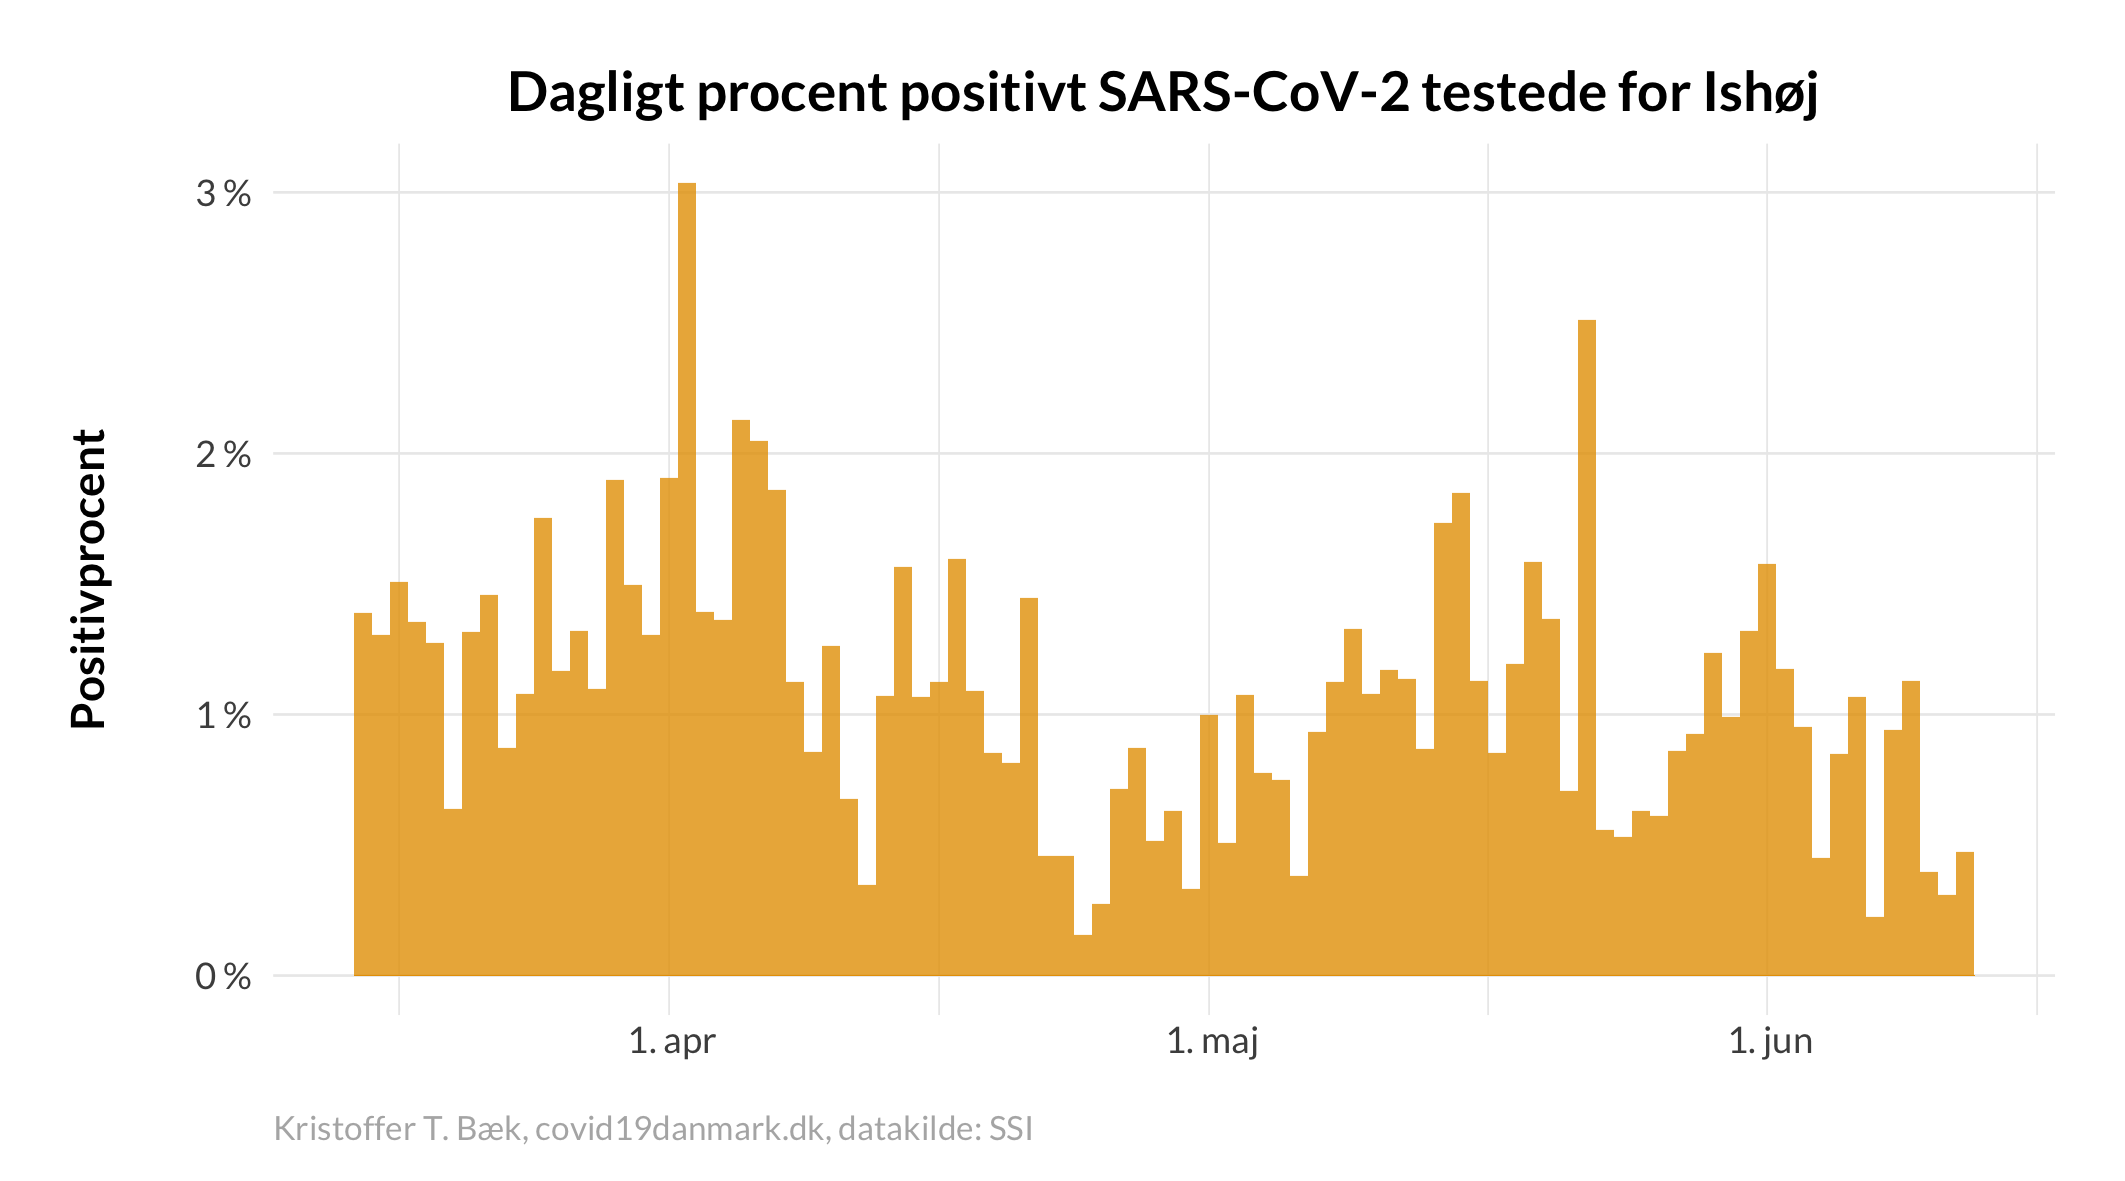 Dagligt procent positivt SARS-CoV-2 testede for Ishøj
Positivprocent
3 %
2 %
1 %
0 %
1. apr
1. maj
1. jun
Kristoffer T. Bæk, covid19danmark.dk, datakilde: SSI